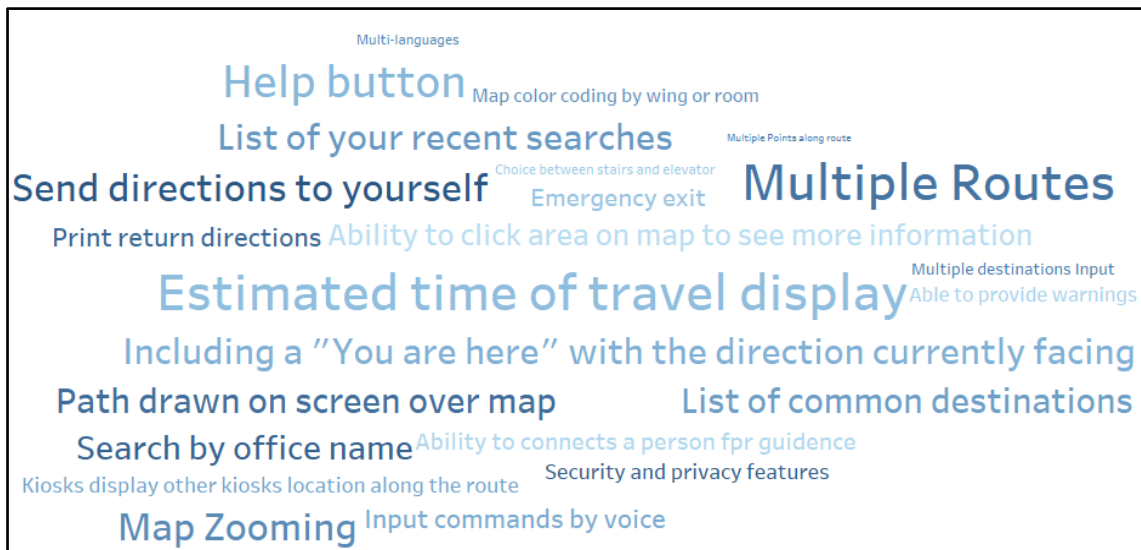 Multi-languages
Help button
Map color coding by wing or room
List of your recent searches
Multiple Points along route
Send directions to yourself
Choice between stairs and elevator
Emergency exit
Multiple Routes
Print return directions
Ability to click area on map to see more information
Estimated time of travel display
Multiple destinations Input
Able to provide warnings
Including a "You are here" with the direction currently facing
Path drawn on screen over map
List of common destinations
Search by office name
Ability to connects a person fpr guidence
Security and privacy features
Kiosks display other kiosks location along the route
Map Zooming
Input commands by voice